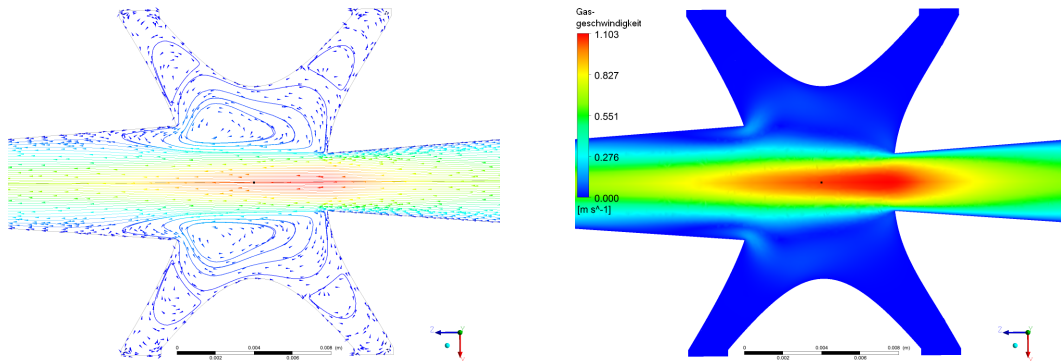 Gas-
geschwindigkeit
1.103
0.827
0.551
0.276
0.000
[m s^-1]
Z
Y
0 0.004 0.008 (m)
0.002 0.006
Z
Y
0 0.004 0.008 (m)
0.002 0.006